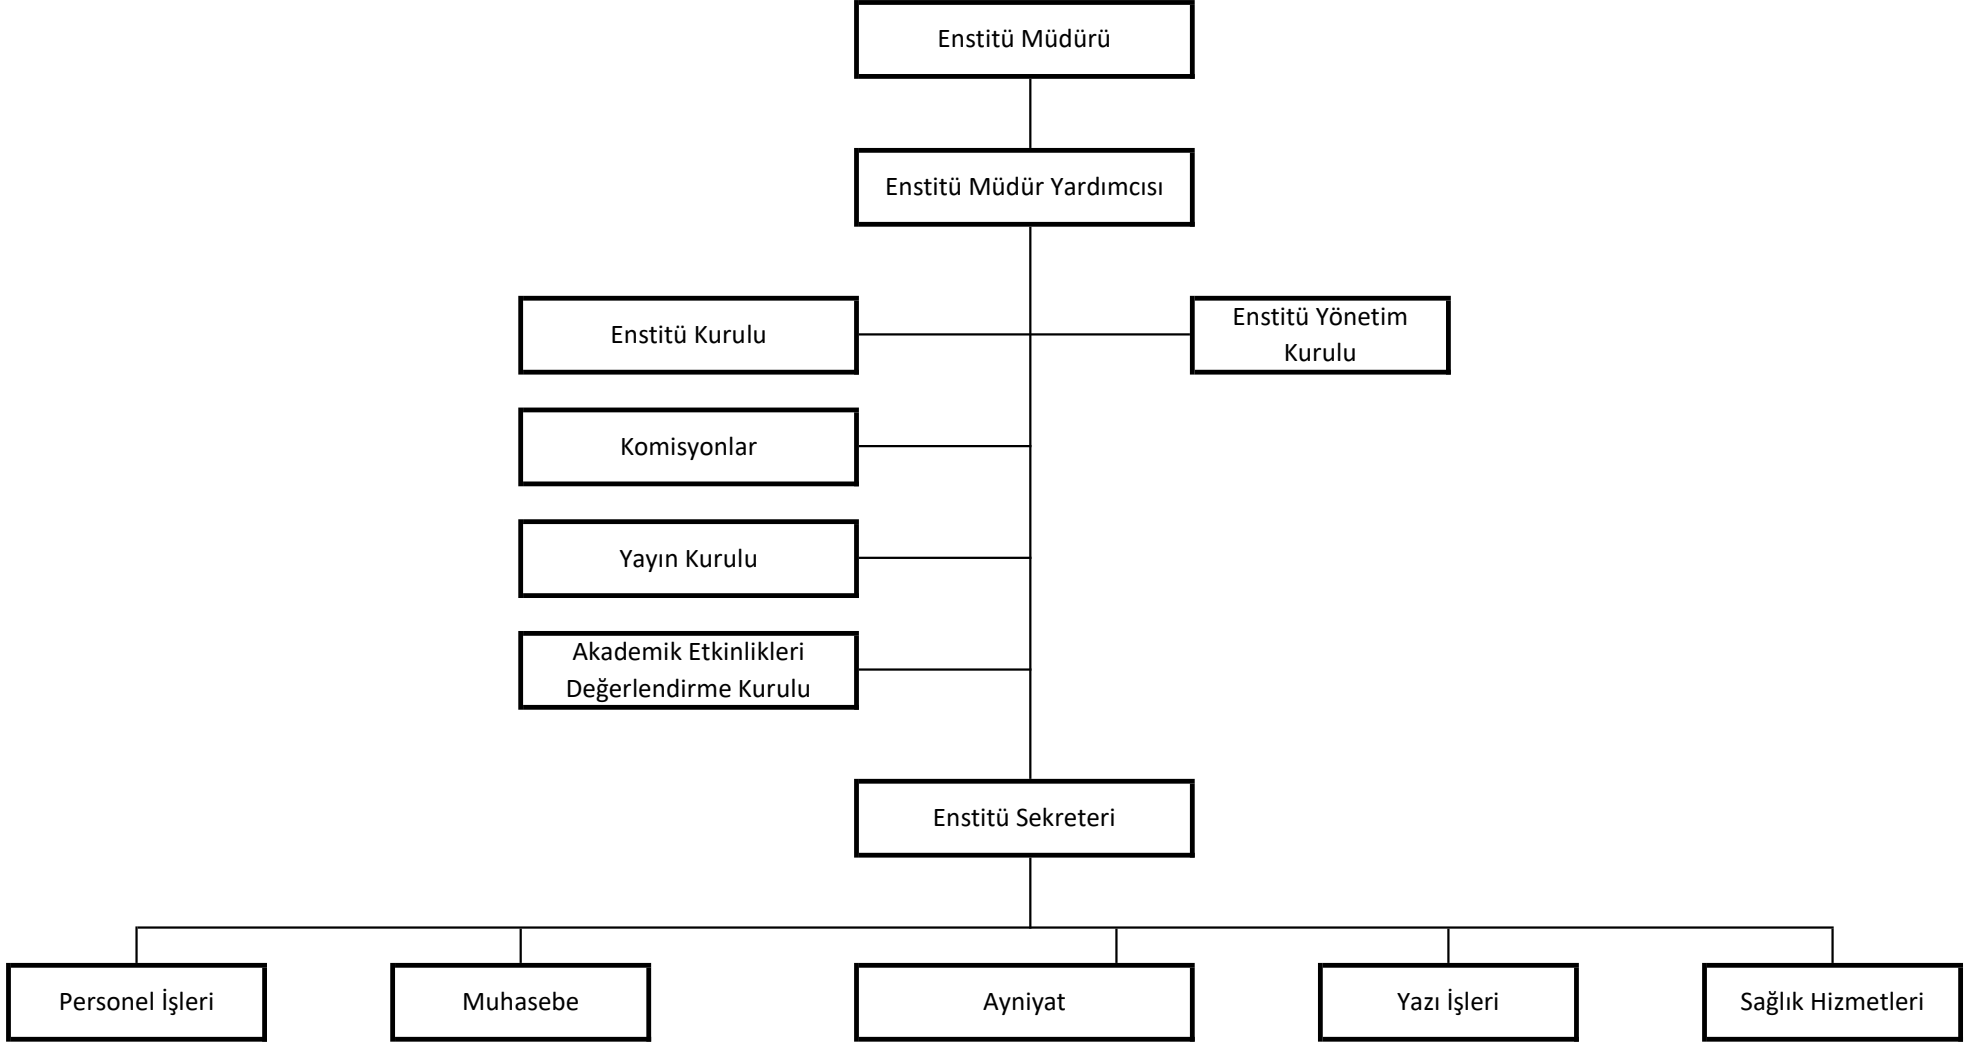 Enstitü Müdürü
Enstitü Müdür Yardımcısı
Enstitü Kurulu
Enstitü Yönetim
Kurulu
Komisyonlar
Yayın Kurulu
Akademik Etkinlikleri
Değerlendirme Kurulu
Enstitü Sekreteri
Personel İşleri
Muhasebe
Ayniyat
Yazı İşleri
Sağlık Hizmetleri